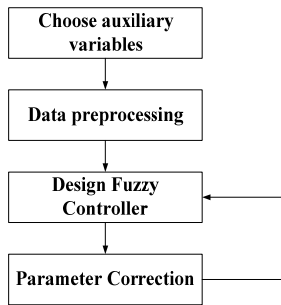 Choose auxiliary
variables
Data preprocessing
Design Fuzzy
Controller
Parameter Correction